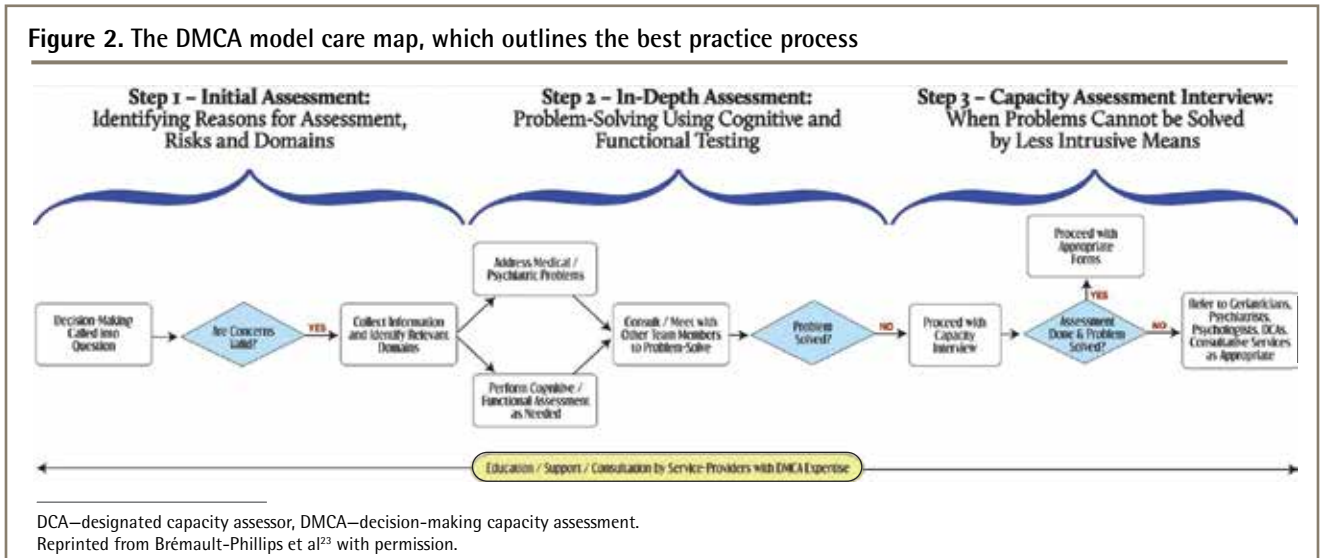 Figure 2. The DMCA model care map, which outlines the best practice process
Step 1 – Initial Assessment:
Identifying Reasons for Assessment,
Risks and Domains
Step 2 – In-Depth Assessment:
Problem-Solving Using Cognitive and
Functional Testing
Step 3 – Capacity Assessment Interview:
When Problems Cannot be Solved
by Less Intrusive Means
Decision-Making
Called into
Question
Are Concerns
Valid?
YES
Collect Information
and Identify Relevant
Domains
Address Medical /
Psychiatric Problems
Perform Cognitive /
Functional Assessment
as Needed
Consult / Meet with
Other Team Members
to Problem-Solve
Problem
Solved?
NO
Proceed with
Capacity
Interview
Proceed with
Appropriate
Forms
YES
Assessment
Done & Problem
Solved?
NO
Refer to Geriatricians,
Psychiatrists,
Psychologists, DCAs,
Consultative Services
as Appropriate
Education / Support / Consultation by Service-Providers with DMCA Expertise
DCA—designated capacity assessor, DMCA—decision-making capacity assessment.
Reprinted from Brémault-Phillips et al23 with permission.